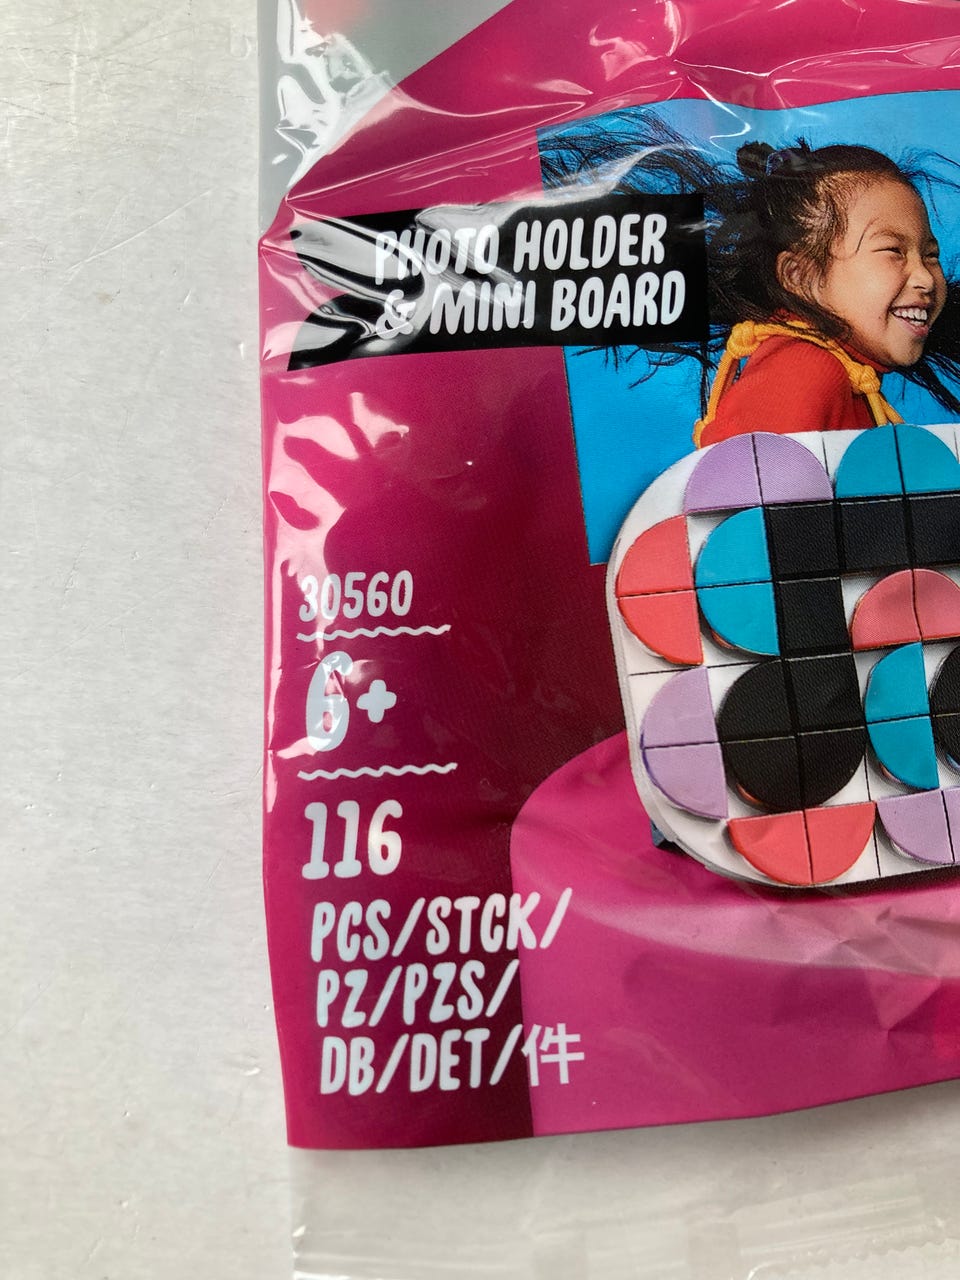 PHOTO HOLDER
& MINI BOARD
30560
6+
116
PCS/STCK/
PZ/PZS/
DB/DET/件